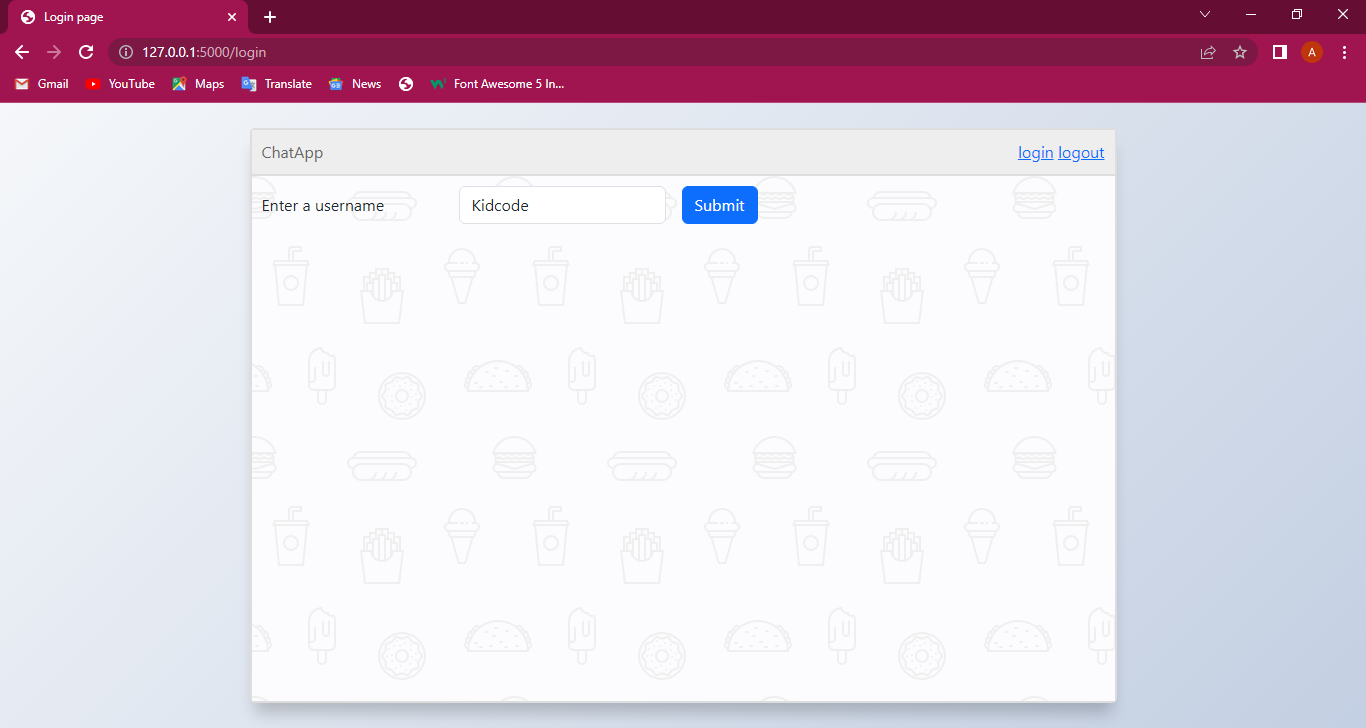 Login page
127.0.0.1:5000/login
A
Gmail YouTube Maps Translate News Font Awesome 5 In...
ChatApp login logout
Enter a username Kidcode Submit